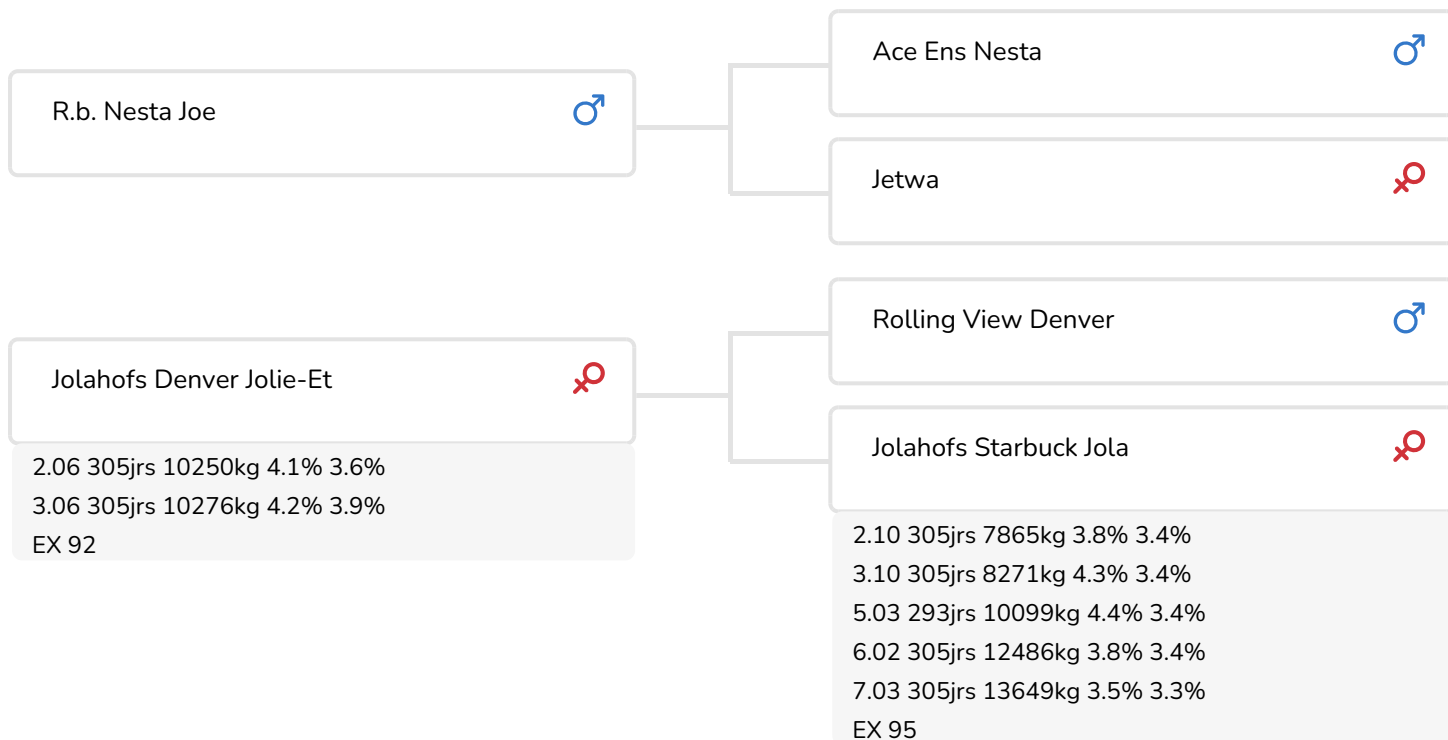 R.b. Nesta Joe
Jolahofs Denver Jolie-Et
2.06 305jrs 10250kg 4.1% 3.6%
3.06 305jrs 10276kg 4.2% 3.9%
EX 92
Ace Ens Nesta
Jetwa
Rolling View Denver
Jolahofs Starbuck Jola
2.10 305jrs 7865kg 3.8% 3.4%
3.10 305jrs 8271kg 4.3% 3.4%
5.03 293jrs 10099kg 4.4% 3.4%
6.02 305jrs 12486kg 3.8% 3.4%
7.03 305jrs 13649kg 3.5% 3.3%
EX 95